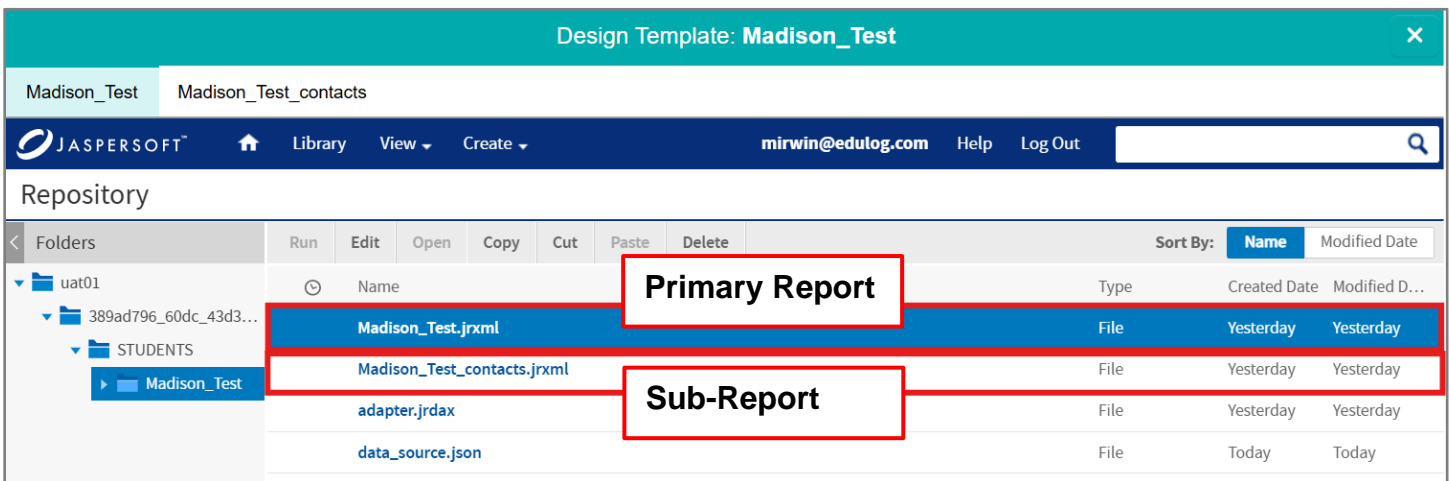 Design Template: Madison_Test ×
Madison_Test Madison_Test_contacts
JASPERSOFT™ Library View Create mirwin@edulog.com Help Log Out
Repository
Folders Run Edit Open Copy Cut Paste Delete Sort By: Name Modified Date
uat01 Name Primary Report Type Created Date Modified D...
389ad796_60dc_43d3... Madison_Test.jrxml File Yesterday Yesterday
STUDENTS Madison_Test_contacts.jrxml File Yesterday Yesterday
Madison_Test Sub-Report
adapter.jrdax File Yesterday Yesterday
data_source.json File Today Today